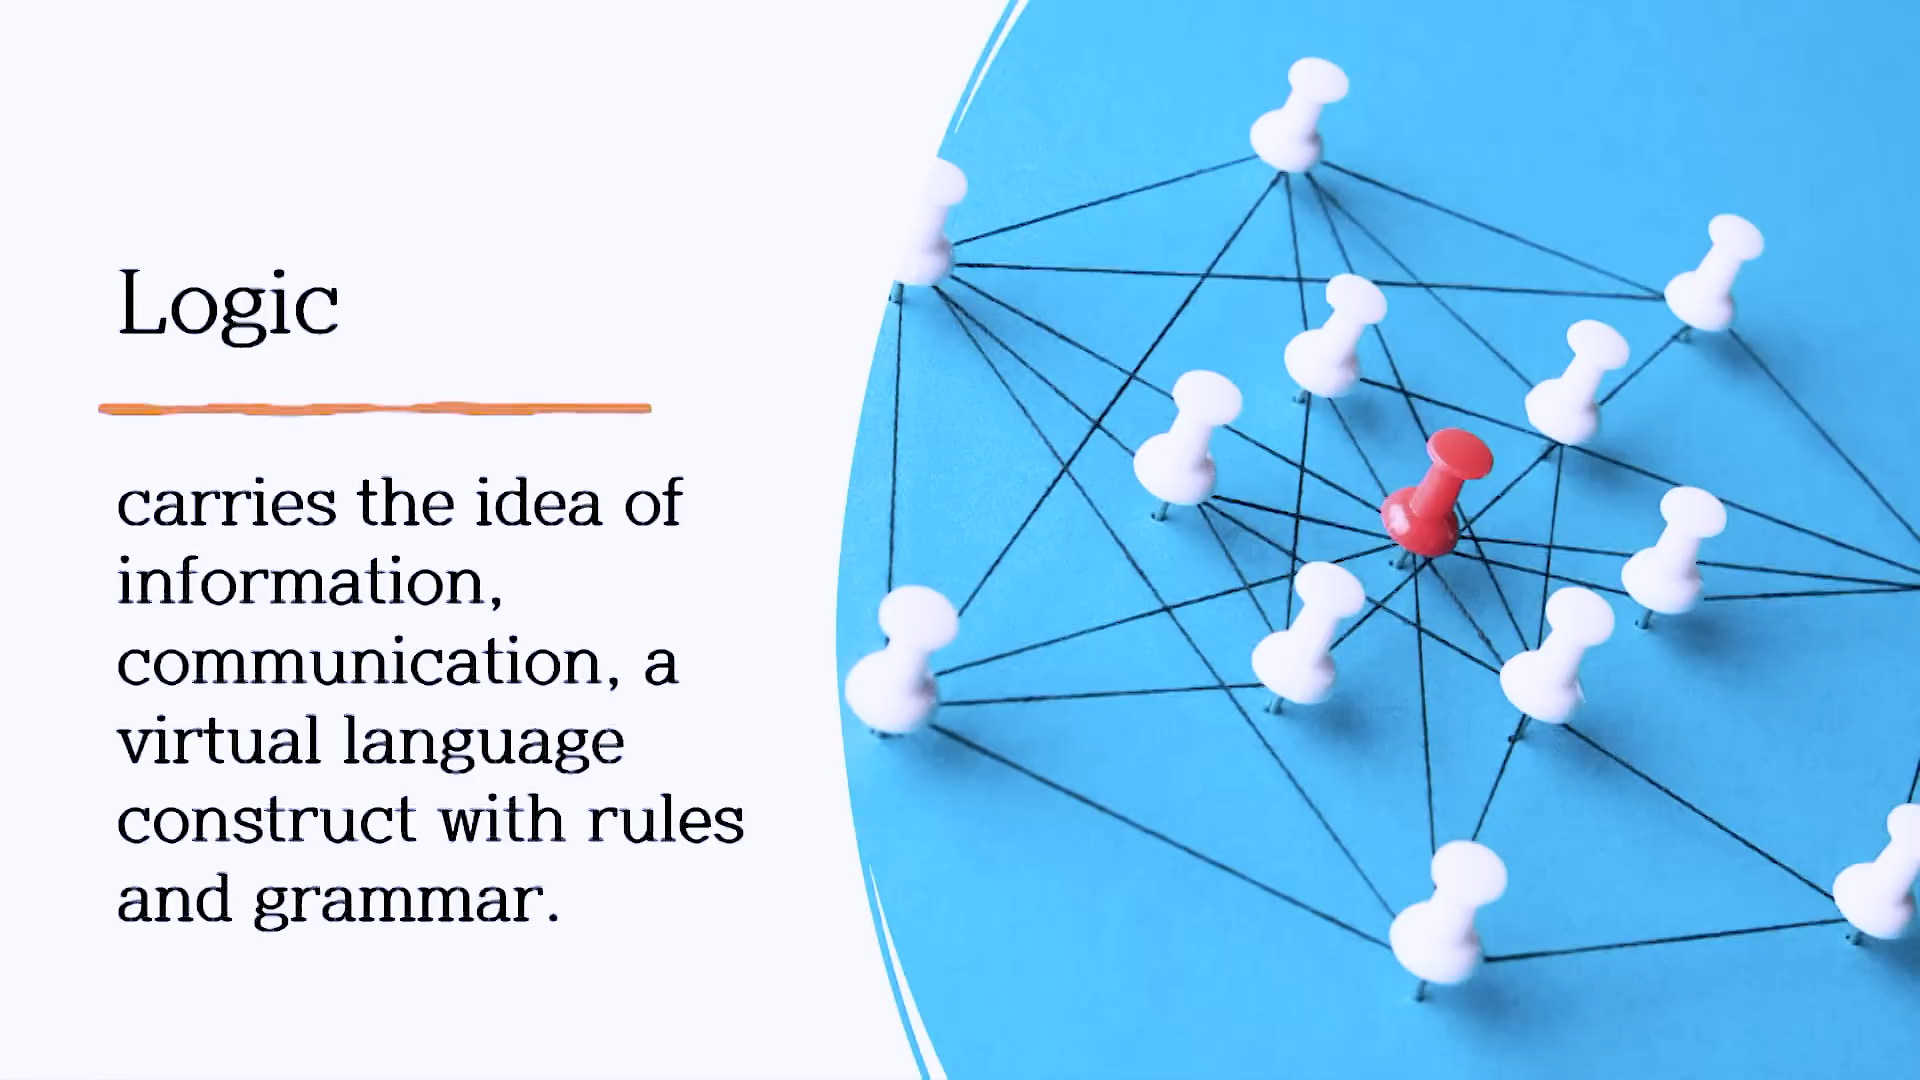 Logic
carries the idea of
information,
communication, a
virtual language
construct with rules
and grammar.